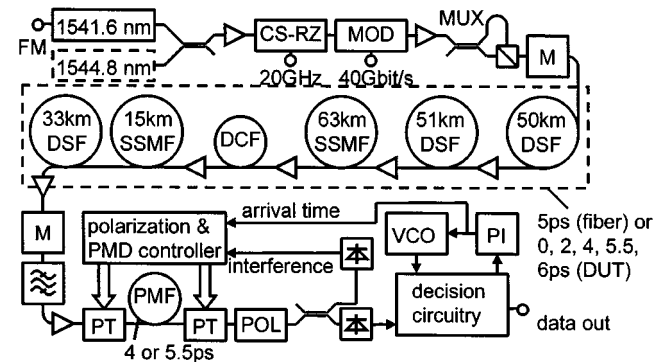 FM
1541.6 nm
1544.8 nm
CS-RZ
20GHz
MOD
40Gbit/s
MUX
M
33km
DSF
15km
SSMF
DCF
63km
SSMF
51km
DSF
50km
DSF
5ps (fiber) or
0, 2, 4, 5.5,
6ps (DUT)
M
polarization &
PMD controller
arrival time
interference
VCO
PI
PMF
PT
4 or 5.5ps
PT
POL
decision
circuitry
data out